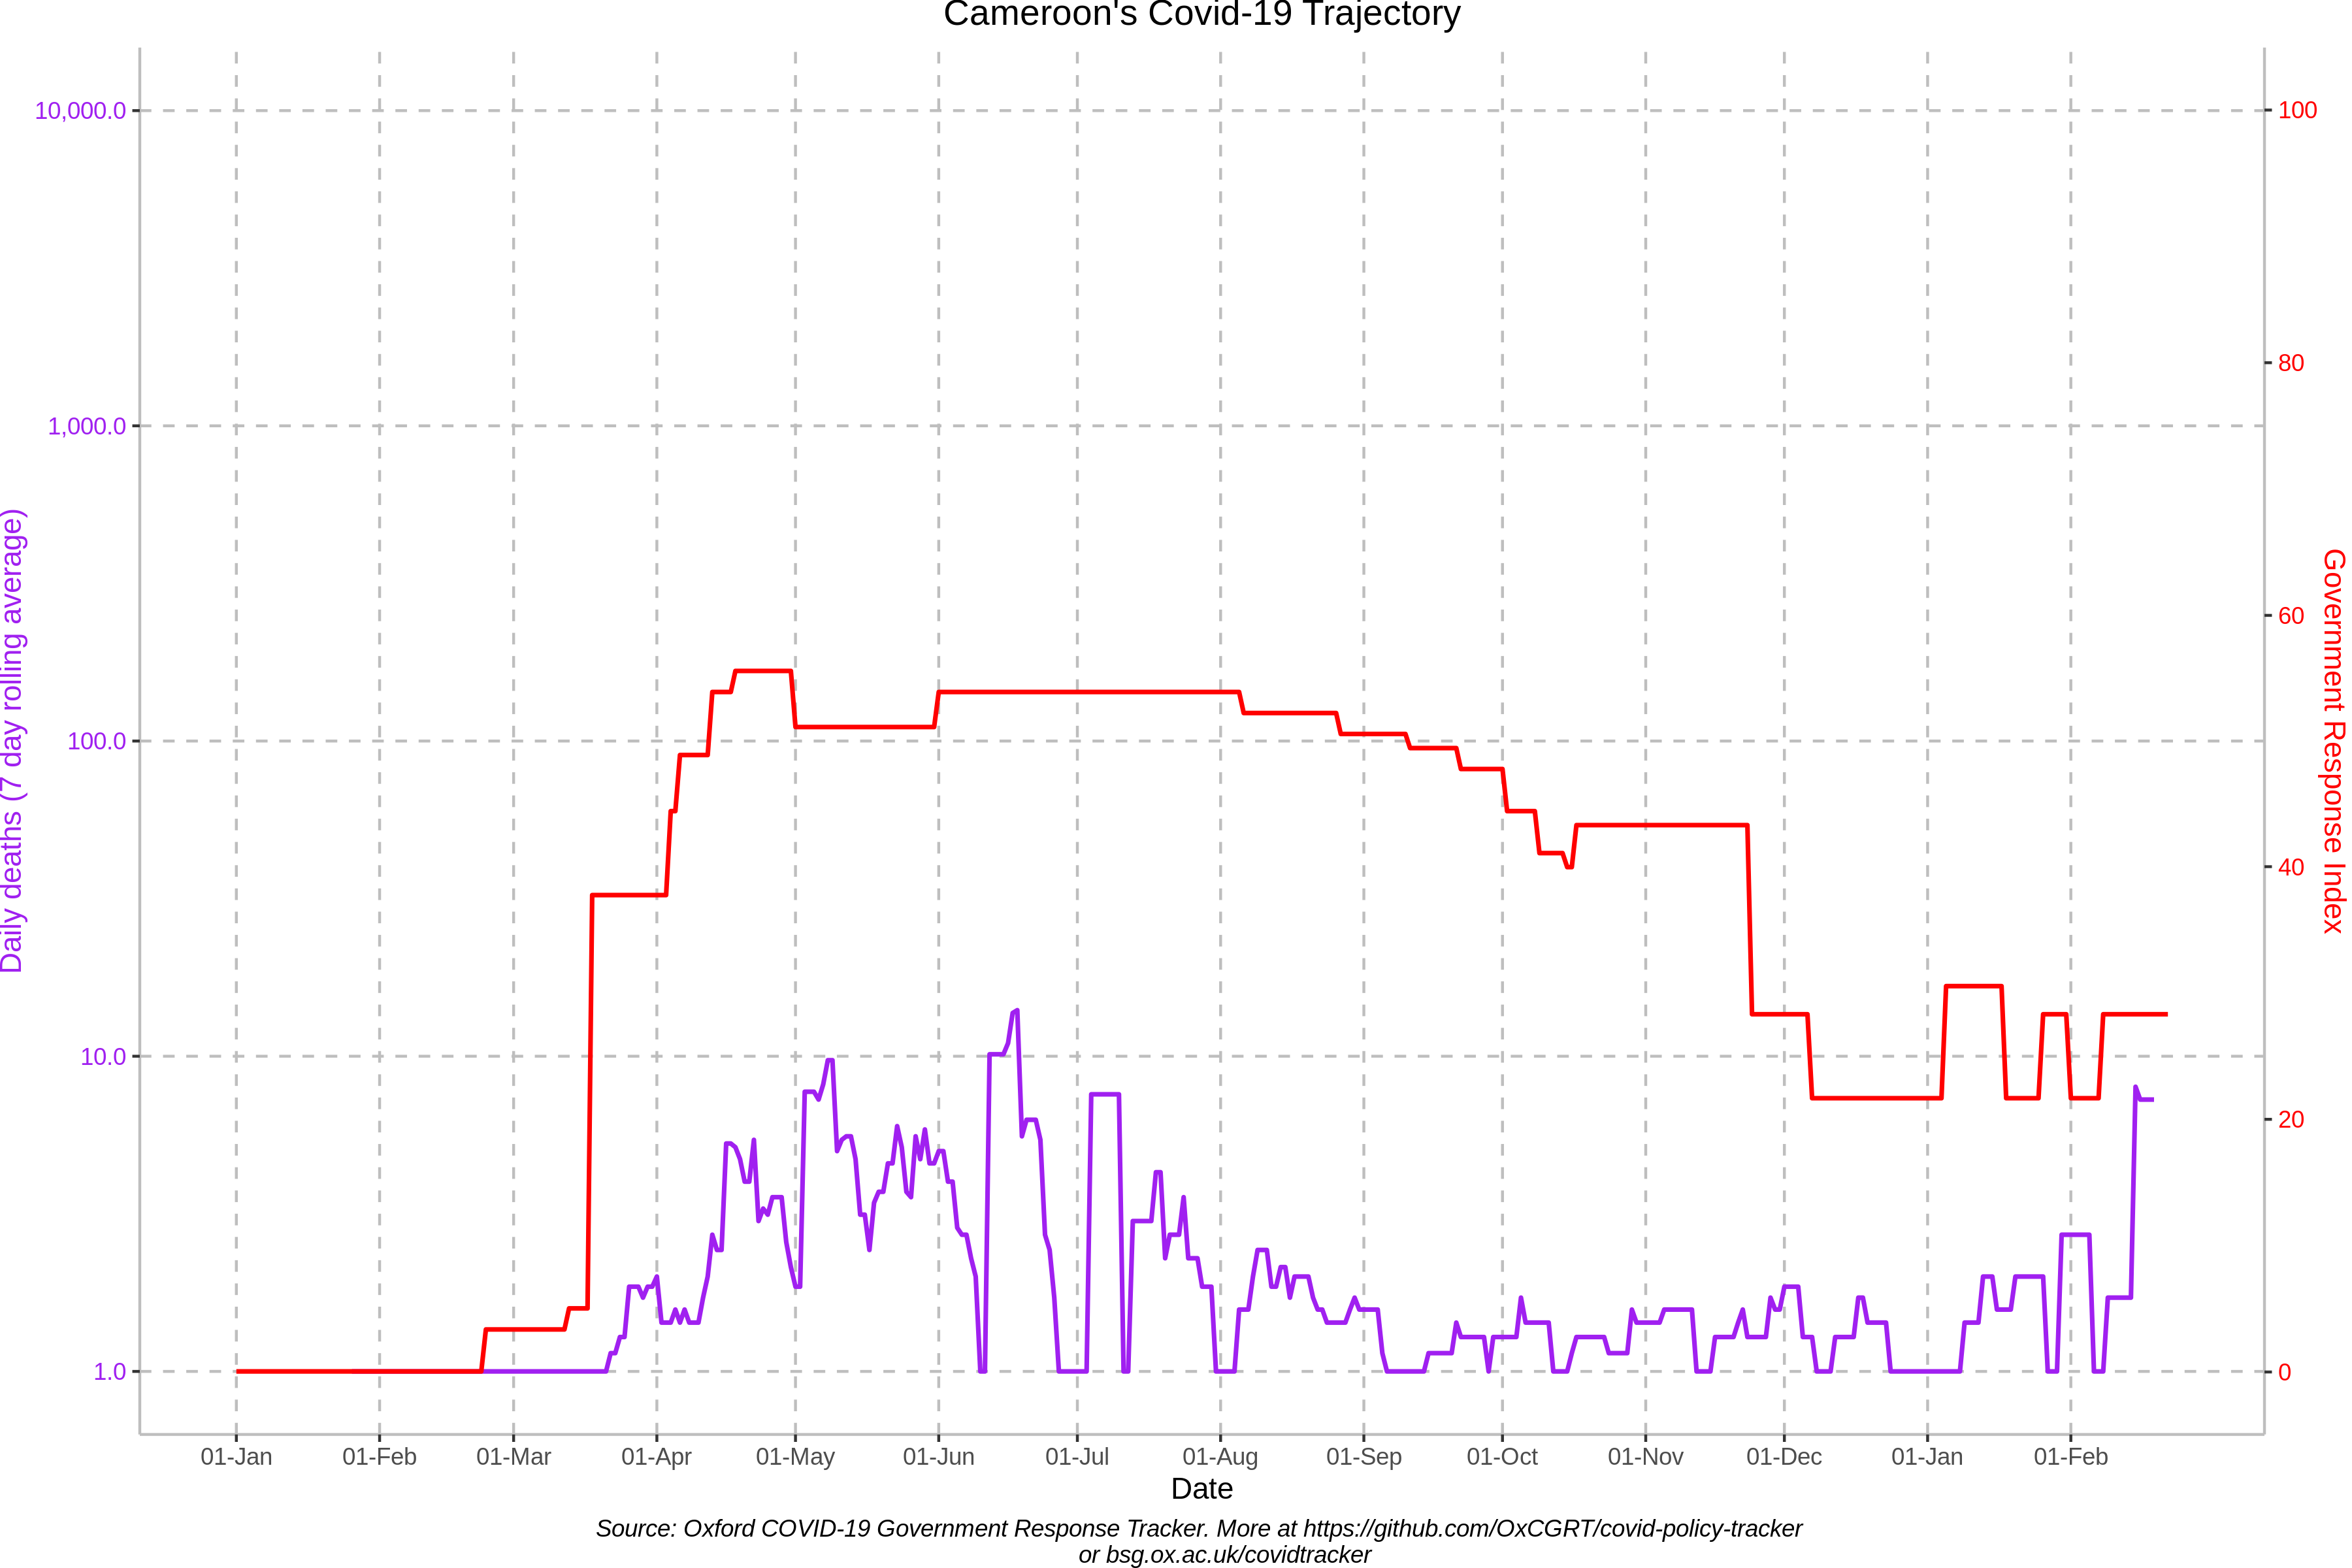 Cameroon's Covid-19 Trajectory
10,000.0
1,000.0
100.0
10.0
1.0
Daily deaths (7 day rolling average)
100
80
60
40
20
0
Government Response Index
01-Jan 01-Feb 01-Mar 01-Apr 01-May 01-Jun 01-Jul 01-Aug 01-Sep 01-Oct 01-Nov 01-Dec 01-Jan 01-Feb
Date
Source: Oxford COVID-19 Government Response Tracker. More at https://github.com/OxCGRT/covid-policy-tracker
or bsg.ox.ac.uk/covidtracker